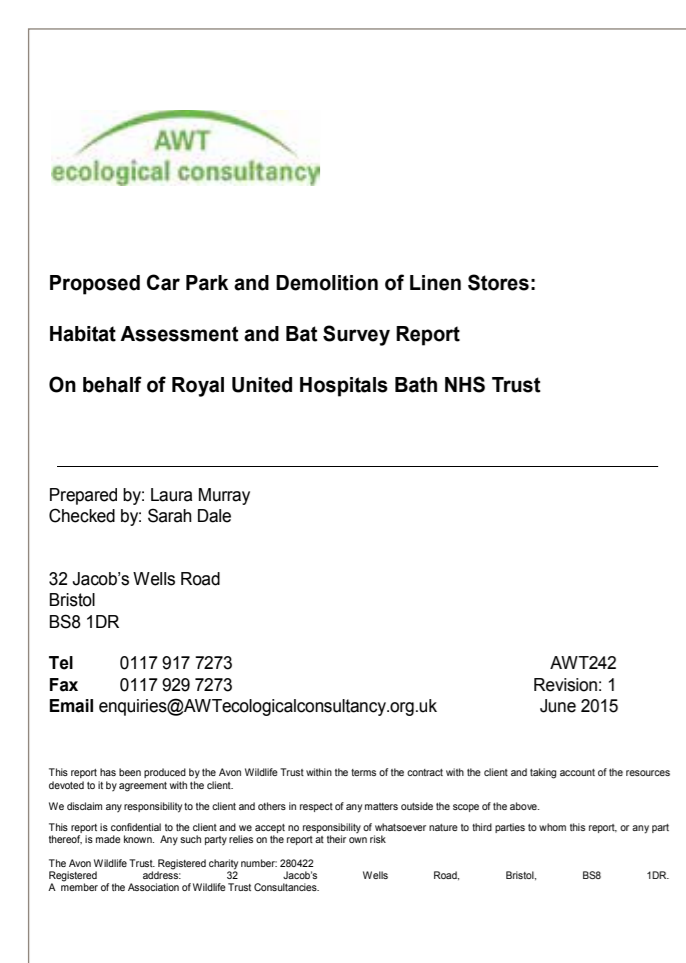 AWT
ecological consultancy
Proposed Car Park and Demolition of Linen Stores:
Habitat Assessment and Bat Survey Report
On behalf of Royal United Hospitals Bath NHS Trust
Prepared by: Laura Murray
Checked by: Sarah Dale
32 Jacob's Wells Road
Bristol
BS8 1DR
Tel 0117 917 7273 AWT242
Fax 0117 929 7273 Revision: 1
Email enquiries@AWTecologicalconsultancy.org.uk June 2015
This report has been produced by the Avon Wildlife Trust within the terms of the contract with the client and taking account of the resources
devoted to it by agreement with the client.
We disclaim any responsibility to the client and others in respect of any matters outside the scope of the above.
This report is confidential to the client and we accept no responsibility of whatsoever nature to third parties to whom this report, or any part
thereof, is made known. Any such party relies on the report at their own risk
The Avon Wildlife Trust. Registered charity number: 280422
Registered address: 32 Jacob's Wells Road, Bristol, BS8 1DR.
A member of the Association of Wildlife Trust Consultancies.